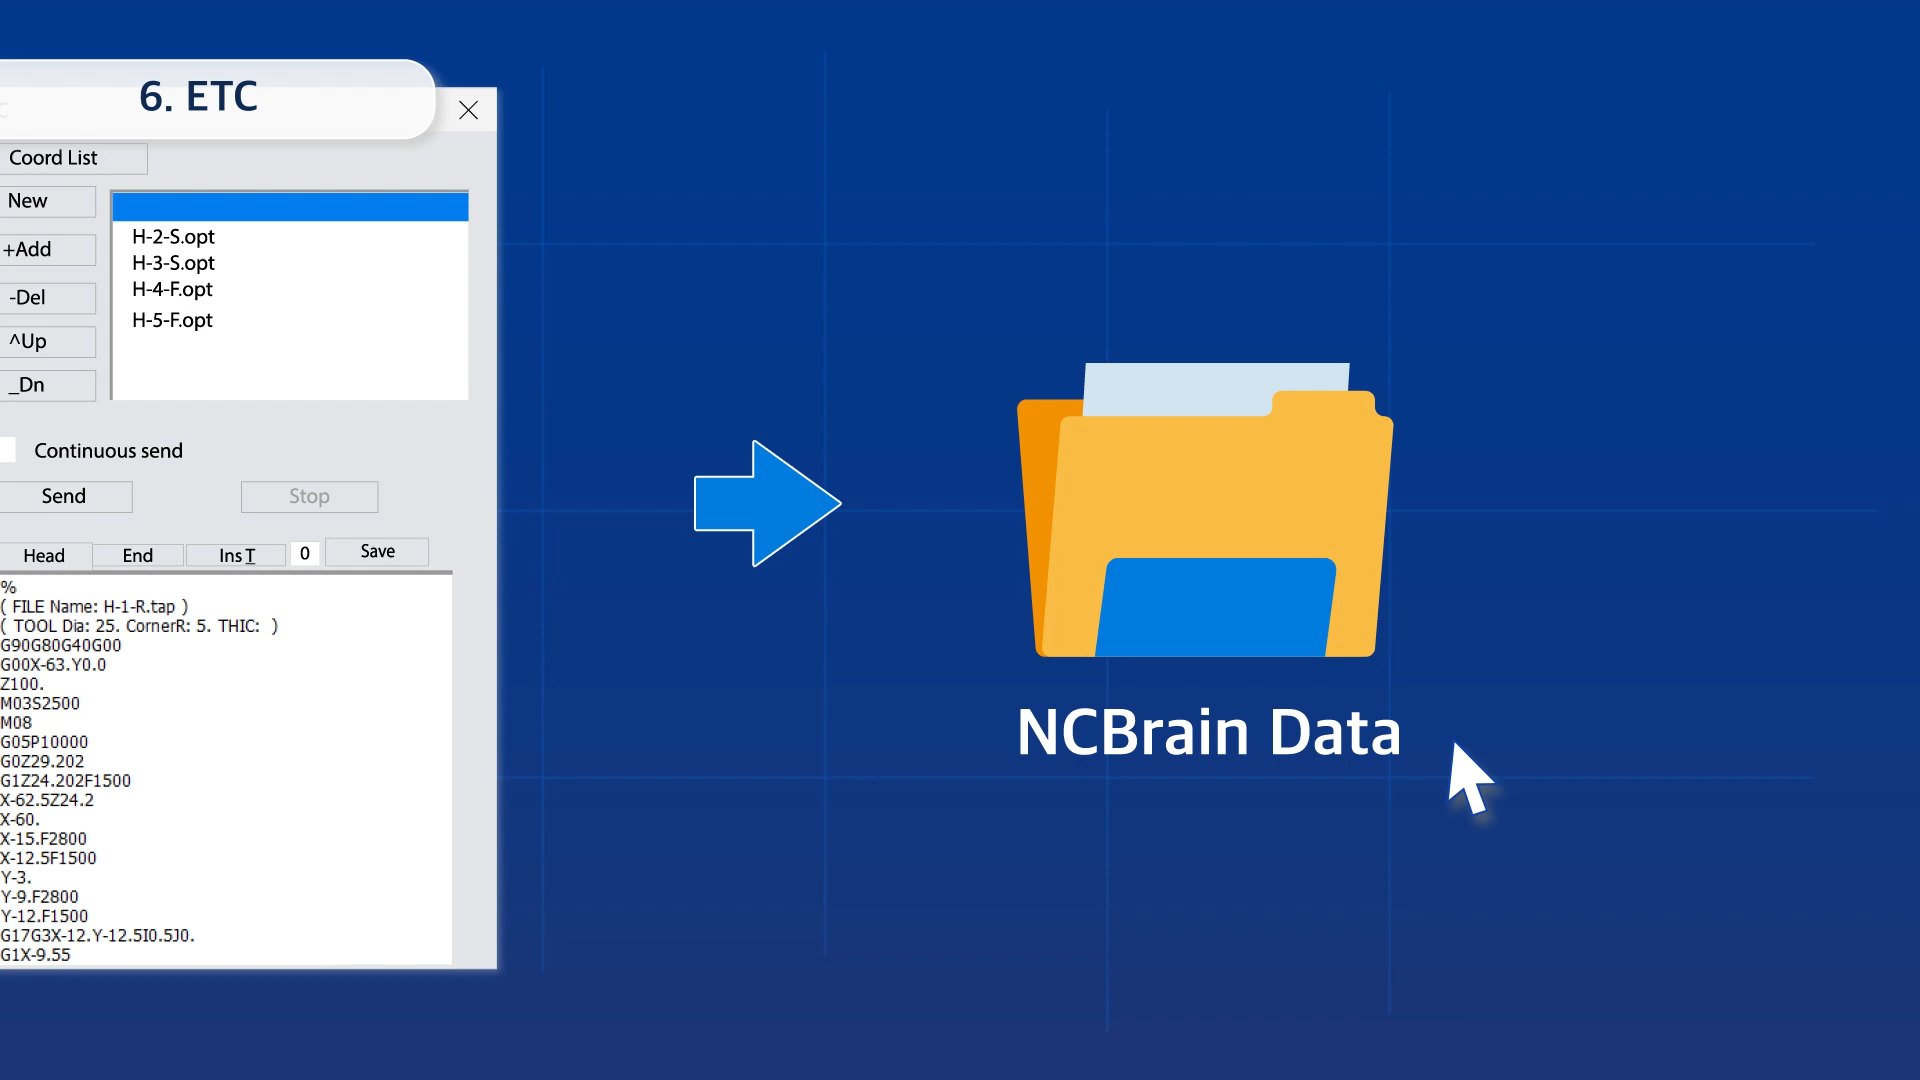 6. ETC
Coord List
New
+Add
-Del
^Up
_Dn
H-2-S.opt
H-3-S.opt
H-4-F.opt
H-5-F.opt
Continuous send
Send
Stop
Head
End
Ins T
0
Save
%
( FILE Name: H-1-R.tap )
( TOOL Dia: 25. CornerR: 5. THIC:  )
G90G80G40G00
G00X-63.Y0.0
Z100.
M03S2500
M08
G05P10000
G0Z29.202
G1Z24.202F1500
X-62.5Z24.2
X-60.
X-15.F2800
X-12.5F1500
Y-3.
Y-9.F2800
Y-12.F1500
G17G3X-12.Y-12.5I0.5J0.
G1X-9.55
NCBrain Data